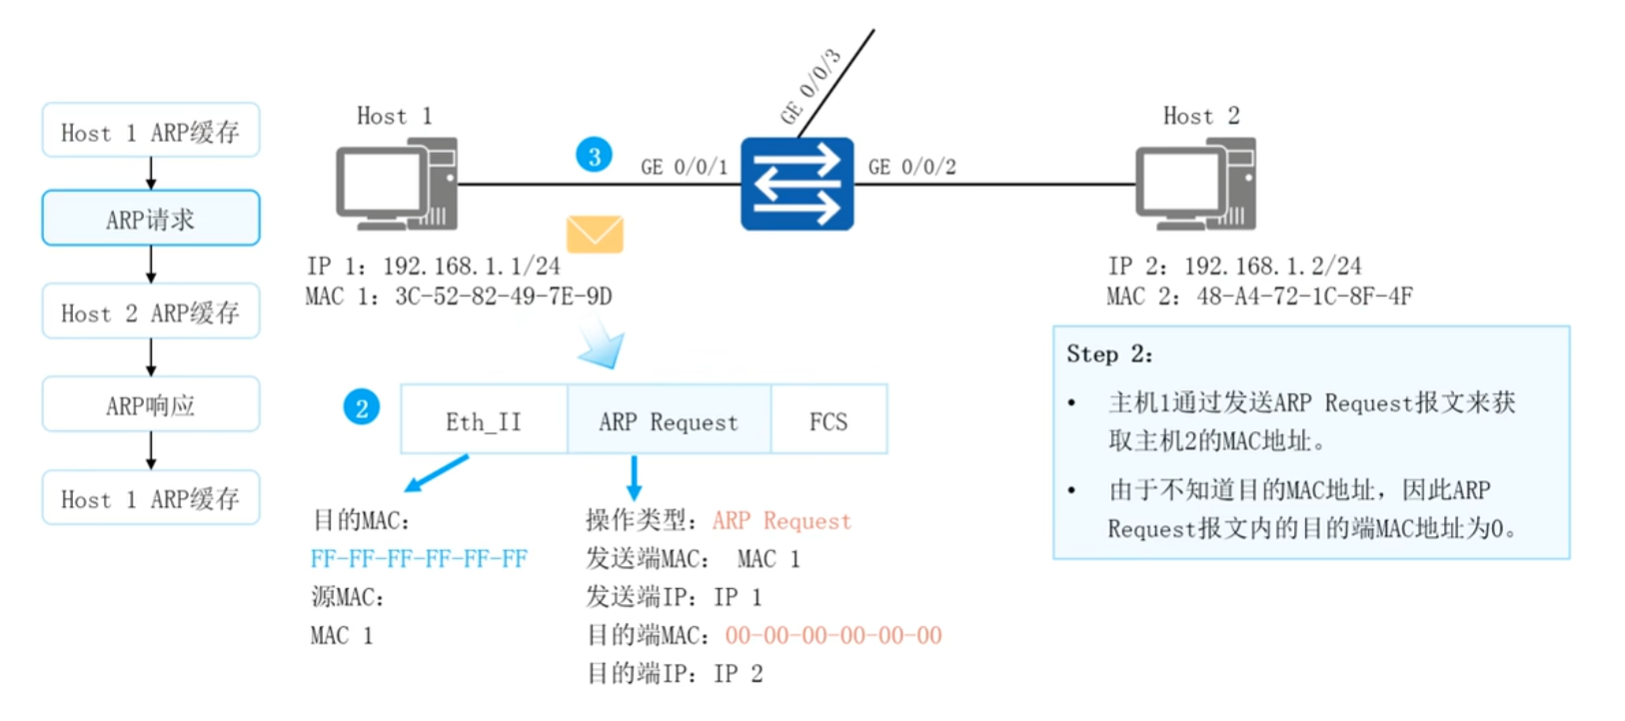 Host 1 ARP缓存
ARP请求
Host 2 ARP缓存
ARP响应
Host 1 ARP缓存
Host 1
3
GE 0/0/1
GE 0/0/3
GE 0/0/2
Host 2
IP 1: 192.168.1.1/24
MAC 1: 3C-52-82-49-7E-9D
IP 2: 192.168.1.2/24
MAC 2: 48-A4-72-1C-8F-4F
2
Eth_II
ARP Request
FCS
目的MAC:
FF-FF-FF-FF-FF-FF
源MAC:
MAC 1
操作类型: ARP Request
发送端MAC: MAC 1
发送端IP: IP 1
目的端MAC: 00-00-00-00-00-00
目的端IP: IP 2
Step 2:
• 主机1通过发送ARP Request报文来获
取主机2的MAC地址。
• 由于不知道目的MAC地址，因此ARP
Request报文内的目的端MAC地址为0。